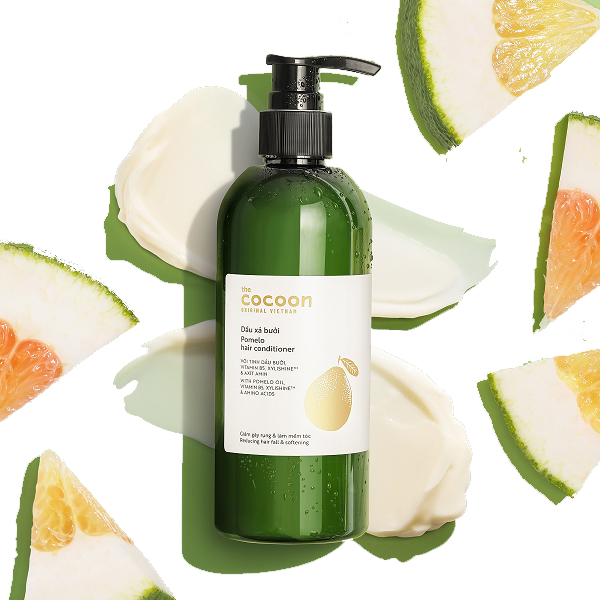 the
cocoon
ORIGINAL VIETNAM
Dầu xả bưởi
Pomelo
hair conditioner
VỚI TINH DẦU BƯỞI,
VITAMIN B5, XYLISHINE™
& AXIT AMIN
WITH POMELO OIL,
VITAMIN B5, XYLISHINE™
& AMINO ACIDS
Giảm gãy rụng & làm mềm tóc
Reducing hair fall & softening